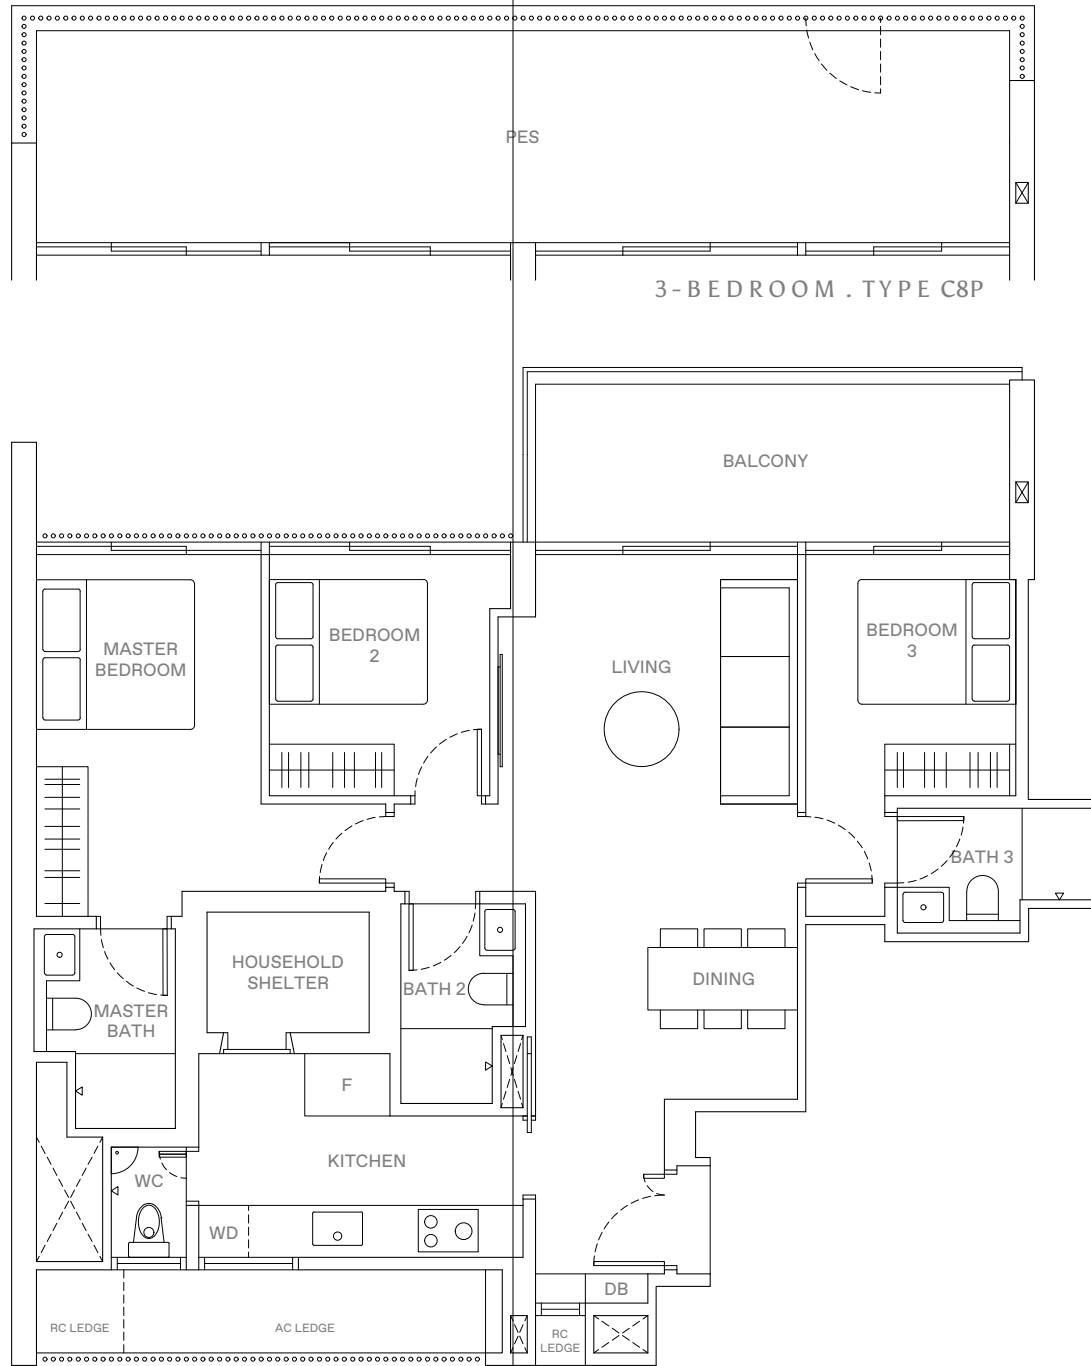 PES
3-BEDROOM . TYPE C8P
BALCONY
MASTER
BEDROOM
BEDROOM
2
LIVING
BEDROOM
3
BATH 3
HOUSEHOLD
SHELTER
BATH 2
DINING
MASTER
BATH
F
KITCHEN
WC
WD
DB
RC LEDGE
AC LEDGE
RC
LEDGE